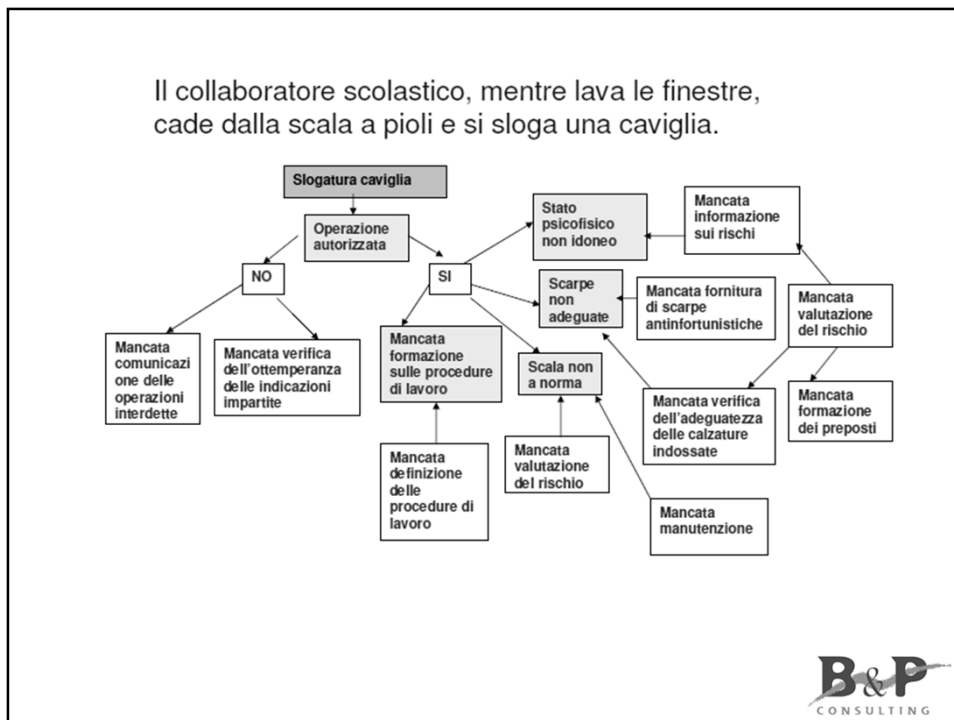 Il collaboratore scolastico, mentre lava le finestre,
cade dalla scala a pioli e si sloga una caviglia.
Slogatura caviglia
Operazione
autorizzata
NO
SI
Stato
psicofisico
non idoneo
Mancata
informazione
sui rischi
Scarpe
non
adeguate
Mancata fornitura
di scarpe
antinfortunistiche
Mancata
valutazione
del rischio
Mancata
comunicazi
one delle
operazioni
interdette
Mancata verifica
dell'ottemperanza
delle indicazioni
impartite
Mancata
formazione
sulle procedure
di lavoro
Scala non
a norma
Mancata verifica
dell'adeguatezza
delle calzature
indossate
Mancata
formazione
dei preposti
Mancata
definizione
delle
procedure di
lavoro
Mancata
valutazione
del rischio
Mancata
manutenzione
B&P
CONSULTING